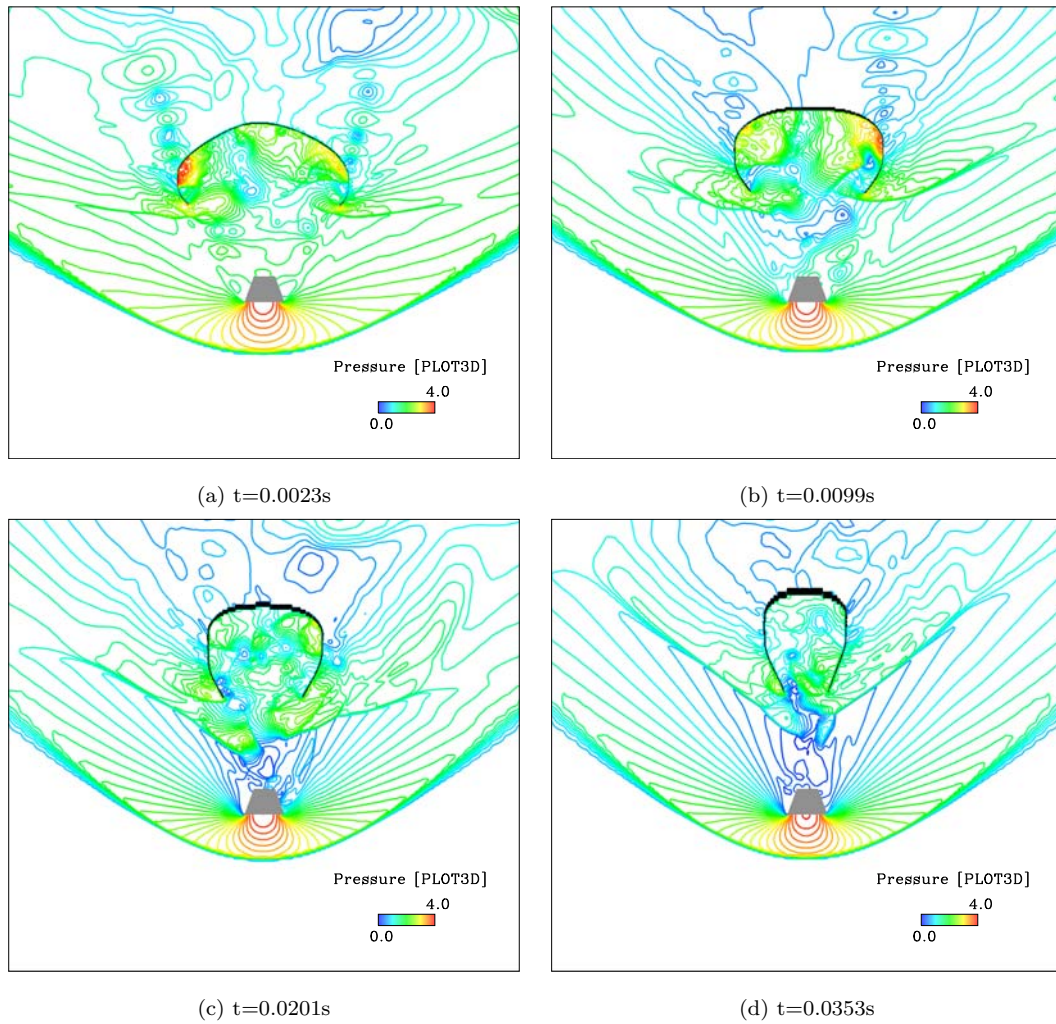 Pressure [PLOT3D]
4.0
0.0
Pressure [PLOT3D]
4.0
0.0
(a) t=0.0023s
(b) t=0.0099s
Pressure [PLOT3D]
4.0
0.0
Pressure [PLOT3D]
4.0
0.0
(c) t=0.0201s
(d) t=0.0353s